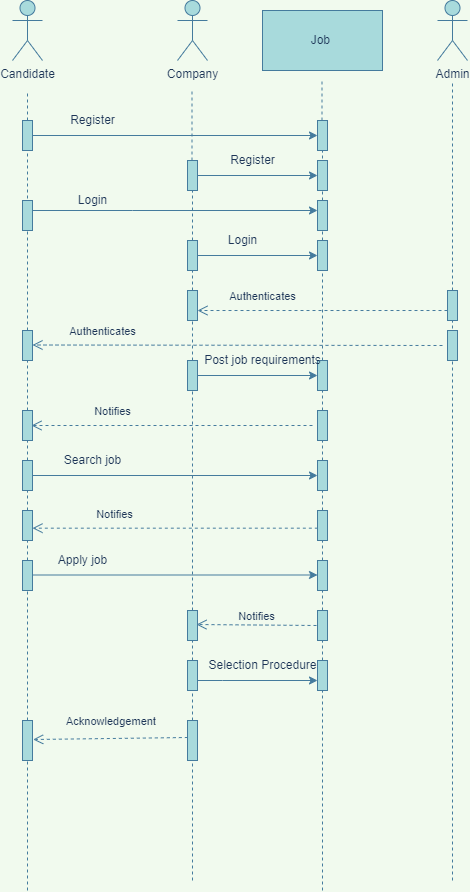 Job
Candidate
Company
Admin
Register
Register
Login
Login
Authenticates
Authenticates
Post job requirements
Notifies
Search job
Notifies
Apply job
Notifies
Selection Procedure
Acknowledgement